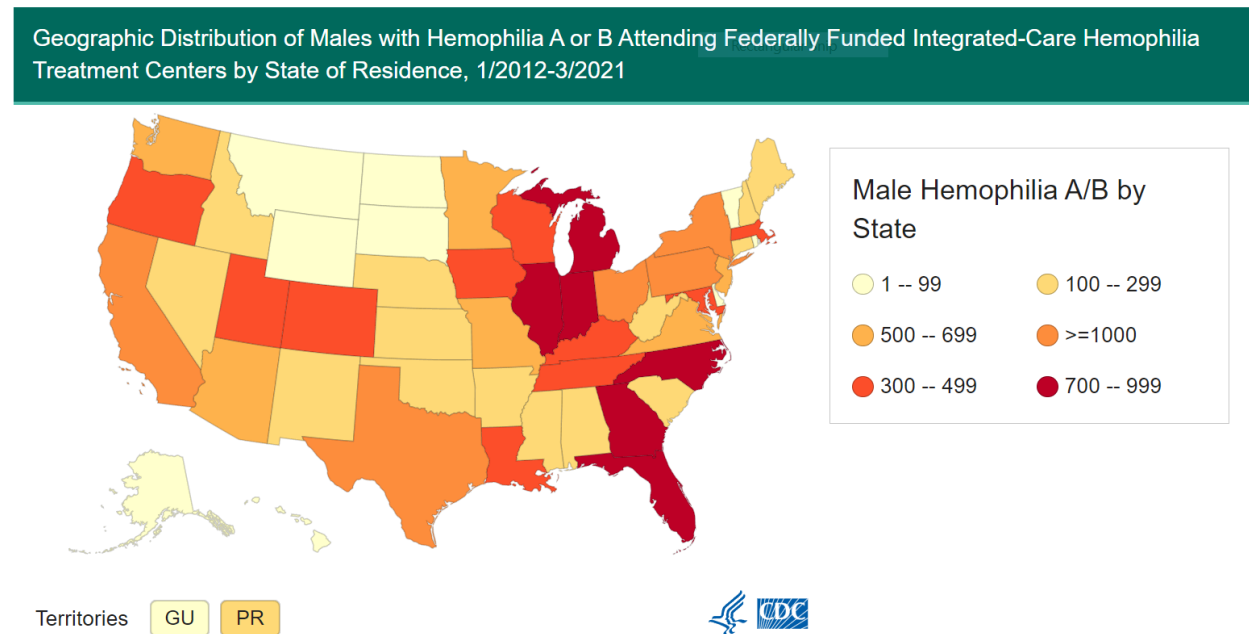 Geographic Distribution of Males with Hemophilia A or B Attending Federally Funded Integrated-Care Hemophilia
Treatment Centers by State of Residence, 1/2012-3/2021
Male Hemophilia A/B by
State
1 -- 99
100 -- 299
500 -- 699
>=1000
300 -- 499
700 -- 999
Territories
GU
PR
CDC